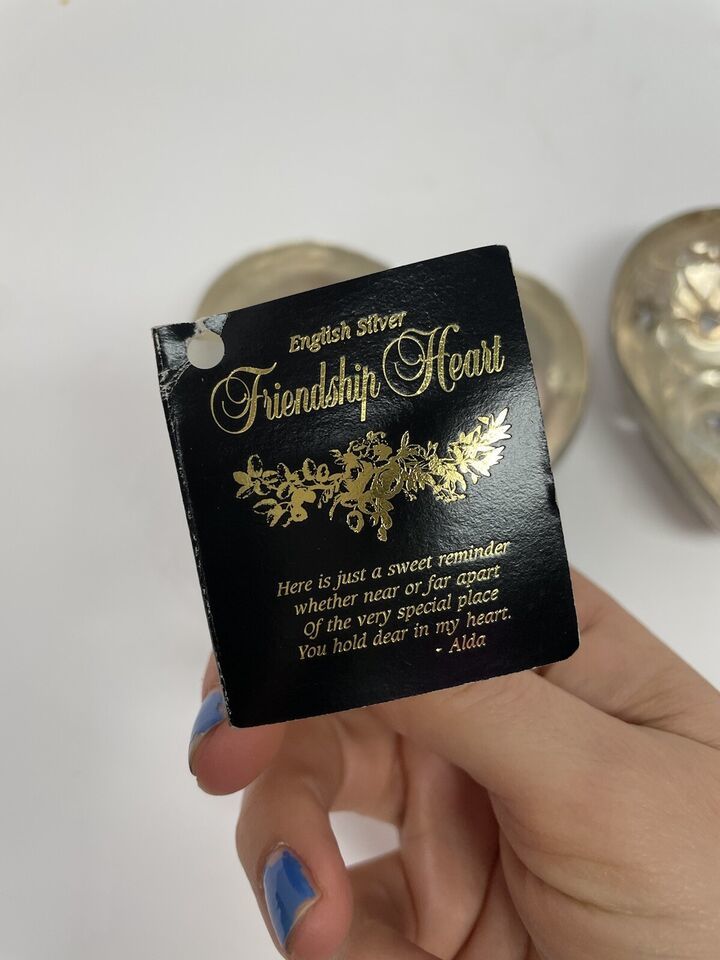 English Silver
Friendship Heart
Here is just a sweet reminder
whether near or far apart
Of the very special place
You hold dear in my heart.
- Alda